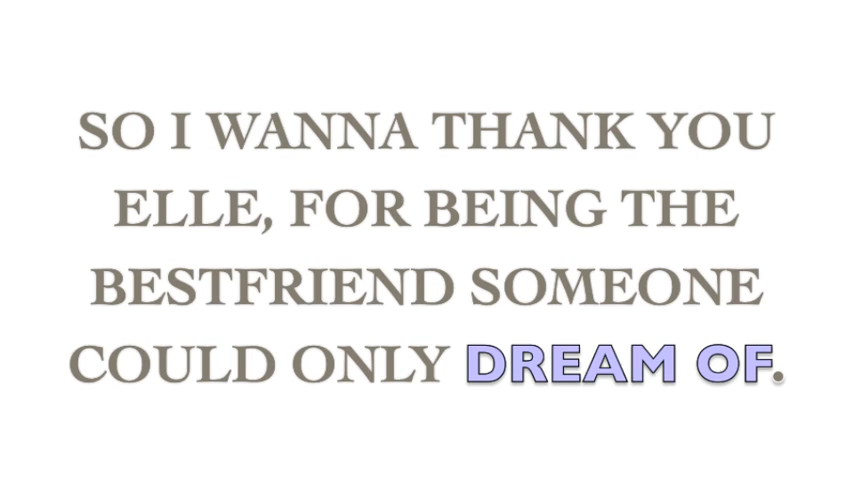 SO I WANNA THANK YOU
ELLE, FOR BEING THE
BESTFRIEND SOMEONE
COULD ONLY DREAM OF.